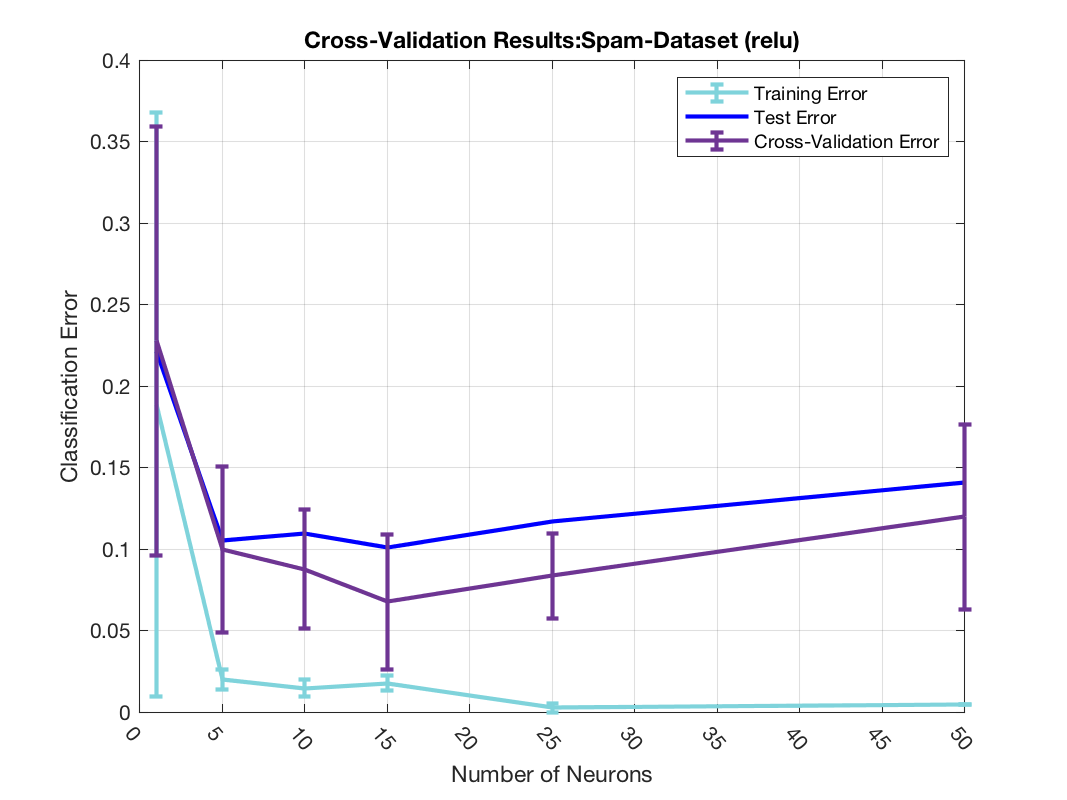 Cross-Validation Results:Spam-Dataset (relu)
Training Error
Test Error
Cross-Validation Error
Classification Error
0.4
0.35
0.3
0.25
0.2
0.15
0.1
0.05
0
0 5 10 15 20 25 30 35 40 45 50
Number of Neurons